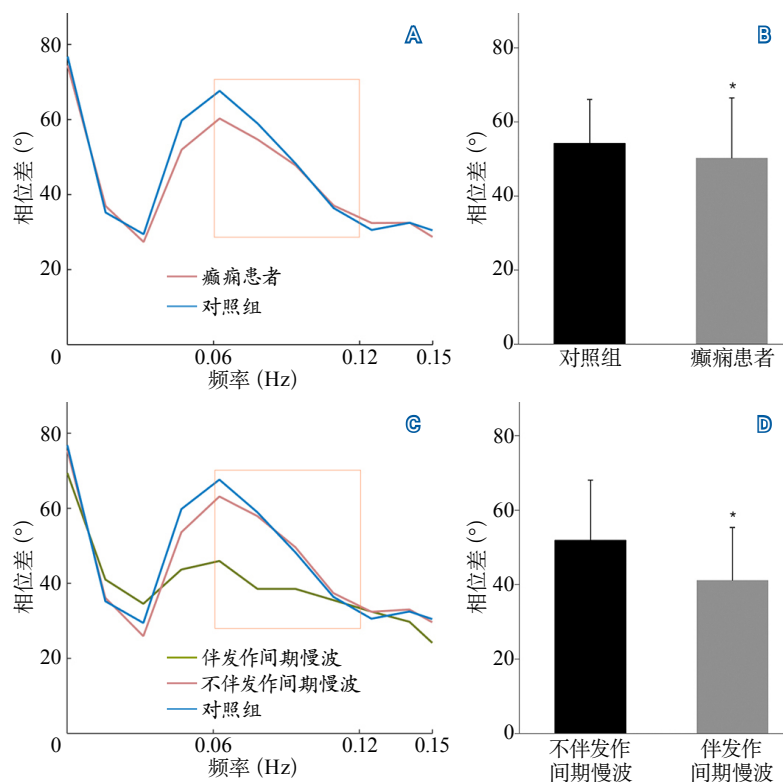 A
80
60
40
20
0
0.06
0.12
0.15
相位差 (°)
频率 (Hz)
癫痫患者
对照组
B
80
60
40
20
0
相位差 (°)
*
对照组
癫痫患者
C
80
60
40
20
0
0.06
0.12
0.15
相位差 (°)
频率 (Hz)
伴发作间期慢波
不伴发作间期慢波
对照组
D
80
60
40
20
0
相位差 (°)
*
不伴发作
间期慢波
伴发作
间期慢波